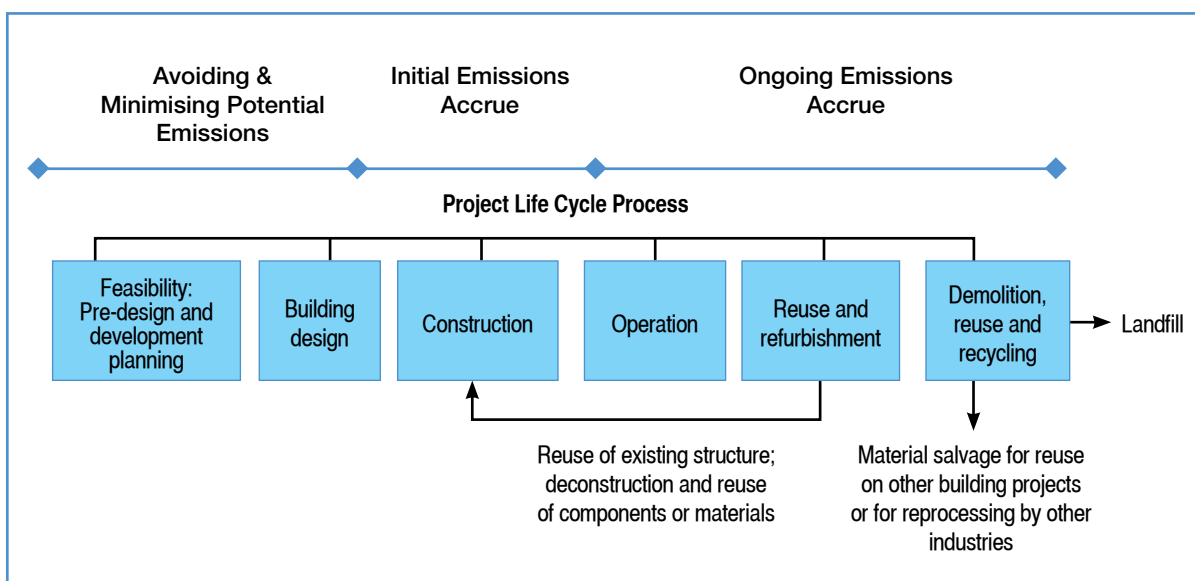 Avoiding &
Minimising Potential
Emissions
Initial Emissions
Accrue
Ongoing Emissions
Accrue
Project Life Cycle Process
Feasibility:
Pre-design and
development
planning
Building
design
Construction
Operation
Reuse and
refurbishment
Demolition,
reuse and
recycling
Landfill
Reuse of existing structure;
deconstruction and reuse
of components or materials
Material salvage for reuse
on other building projects
or for reprocessing by other
industries